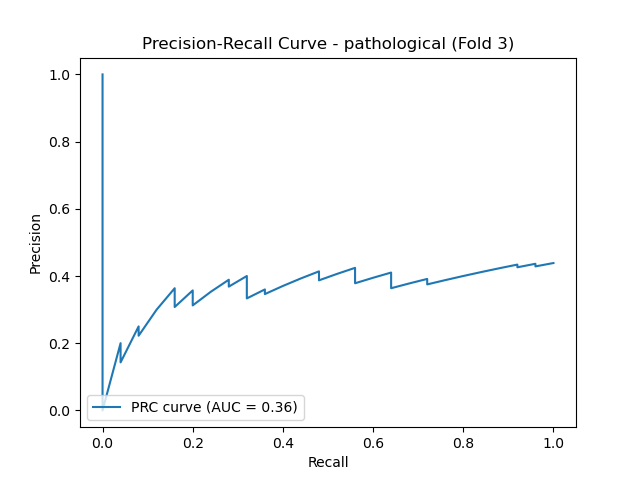 Precision-Recall Curve - pathological (Fold 3)
1.0
0.8
0.6
0.4
0.2
0.0
Precision
PRC curve (AUC = 0.36)
0.0 0.2 0.4 0.6 0.8 1.0
Recall